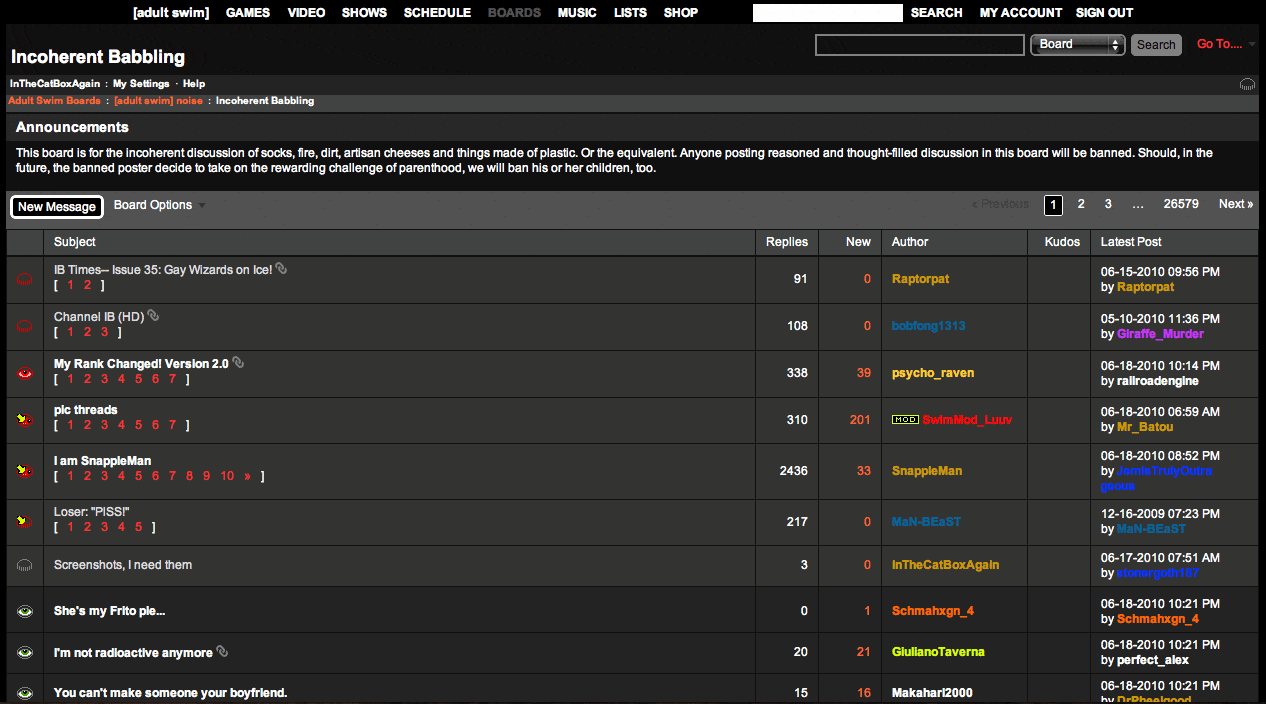 [adult swim] GAMES VIDEO SHOWS SCHEDULE BOARDS MUSIC LISTS SHOP SEARCH MY ACCOUNT SIGN OUT
Board Search Go To....
Incoherent Babbling
InTheCatBoxAgain : My Settings · Help
Adult Swim Boards : [adult swim] noise : Incoherent Babbling
Announcements
This board is for the incoherent discussion of socks, fire, dirt, artisan cheeses and things made of plastic. Or the equivalent. Anyone posting reasoned and thought-filled discussion in this board will be banned. Should, in the
future, the banned poster decide to take on the rewarding challenge of parenthood, we will ban his or her children, too.
New Message Board Options « Previous 1 2 3 ... 26579 Next »
Subject Replies New Author Kudos Latest Post
IB Times-- Issue 35: Gay Wizards on Ice!
[ 1 2 ]
91 0 Raptorpat
06-15-2010 09:56 PM
by Raptorpat
Channel IB (HD)
[ 1 2 3 ]
108 0 bobfong1313
05-10-2010 11:36 PM
by Giraffe_Murder
My Rank Changed! Version 2.0
[ 1 2 3 4 5 6 7 ]
338 39 psycho_raven
06-18-2010 10:14 PM
by railroadengine
pic threads
[ 1 2 3 4 5 6 7 ]
310 201 MOD SwimMod_Luuv
06-18-2010 06:59 AM
by Mr_Batou
I am SnappleMan
[ 1 2 3 4 5 6 7 8 9 10 » ]
2436 33 SnappleMan
06-18-2010 08:52 PM
by JemIsTrulyOutra
geous
Loser: "PISS!"
[ 1 2 3 4 5 ]
217 0 MaN-BEaST
12-16-2009 07:23 PM
by MaN-BEaST
Screenshots, I need them
3 0 InTheCatBoxAgain
06-17-2010 07:51 AM
by stonergoth187
She's my Frito pie...
0 1 Schmahxgn_4
06-18-2010 10:21 PM
by Schmahxgn_4
I'm not radioactive anymore
20 21 GiulianoTaverna
06-18-2010 10:21 PM
by perfect_alex
You can't make someone your boyfriend.
15 16 Makahari2000
06-18-2010 10:21 PM
by DrPheelgood